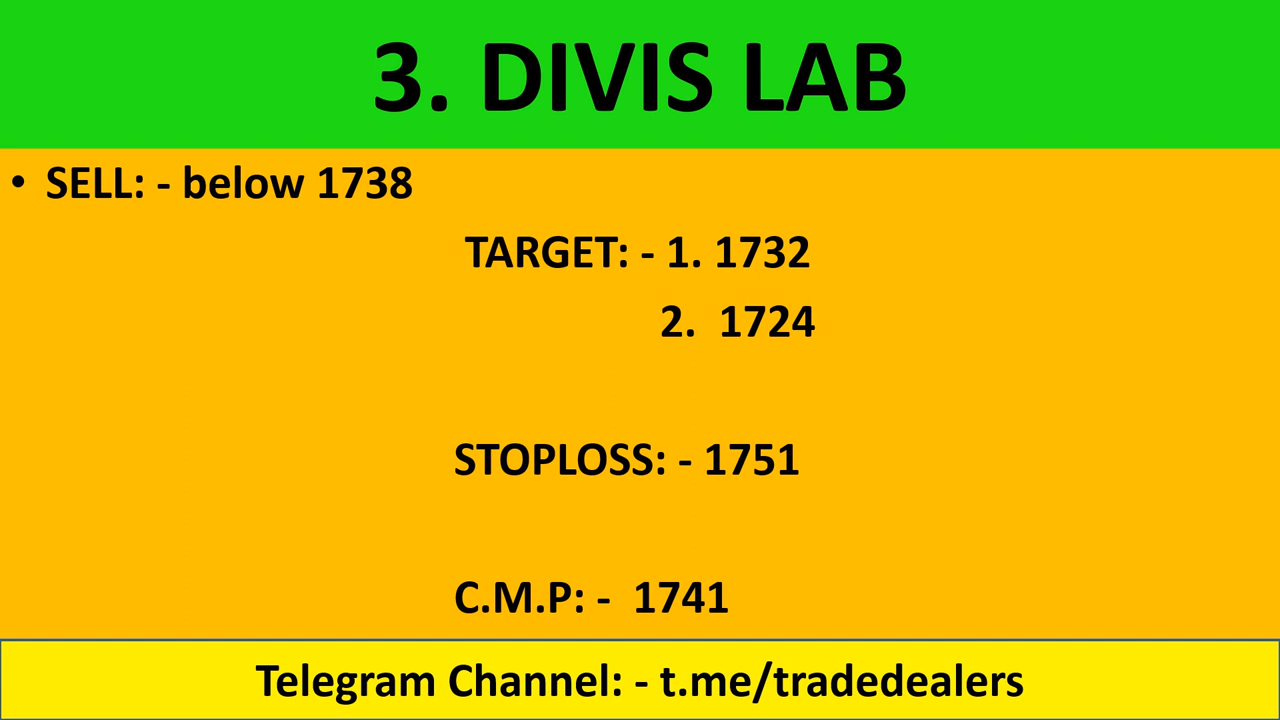 3. DIVIS LAB
• SELL: - below 1738
TARGET: - 1. 1732
2. 1724
STOPLOSS: - 1751
C.M.P: - 1741
Telegram Channel: - t.me/tradedealers